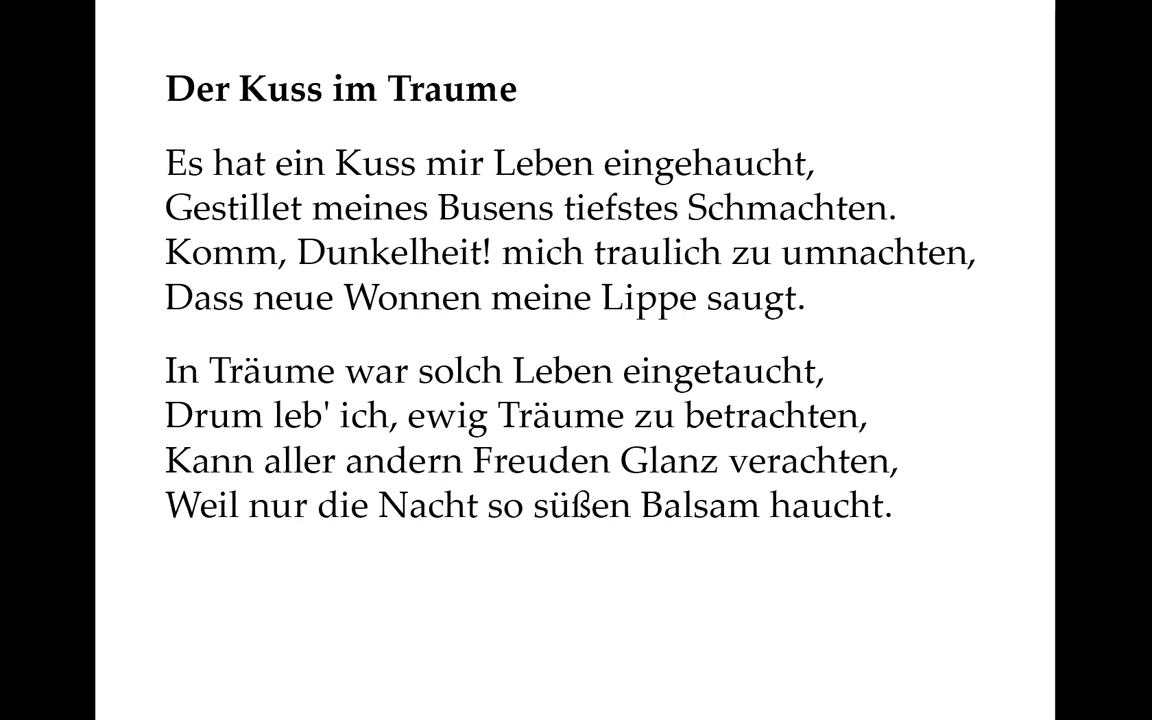 Der Kuss im Traume
Es hat ein Kuss mir Leben eingehaucht,
Gestillet meines Busens tiefstes Schmachten.
Komm, Dunkelheit! mich traulich zu umnachten,
Dass neue Wonnen meine Lippe saugt.
In Träume war solch Leben eingetaucht,
Drum leb' ich, ewig Träume zu betrachten,
Kann aller andern Freuden Glanz verachten,
Weil nur die Nacht so süßen Balsam haucht.